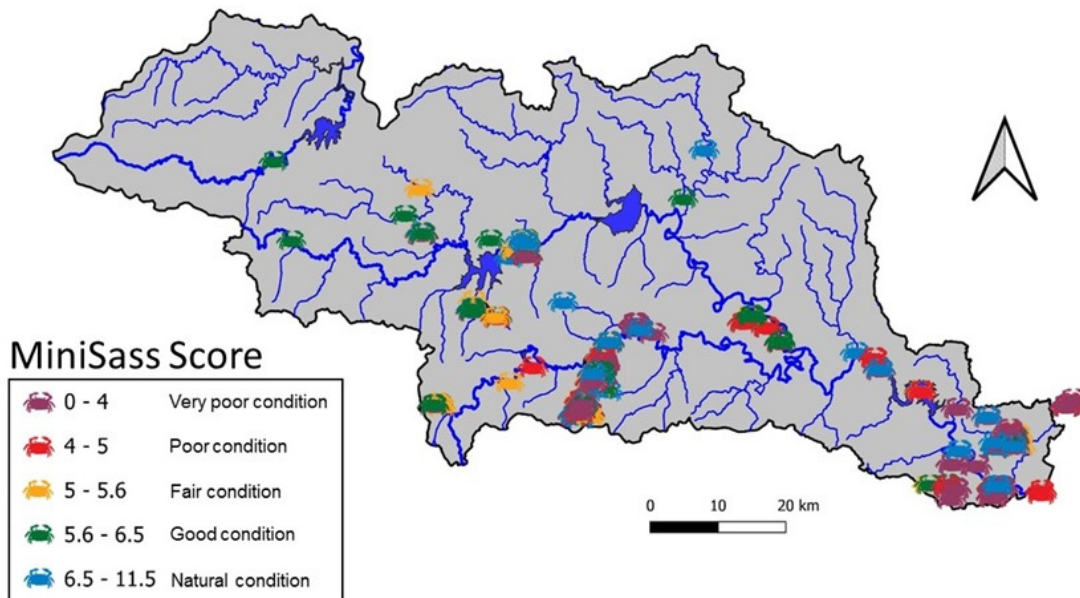 MiniSass Score
0 - 4 Very poor condition
4 - 5 Poor condition
5 - 5.6 Fair condition
5.6 - 6.5 Good condition
6.5 - 11.5 Natural condition
0 10 20 km